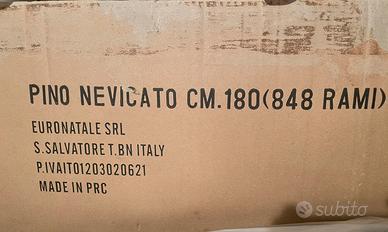 PINO NEVICATO CM.180(848 RAMI)
EURONATALE SRL
S.SALVATORE T.BN ITALY
P.IVAIT01203020621
MADE IN PRC
subito